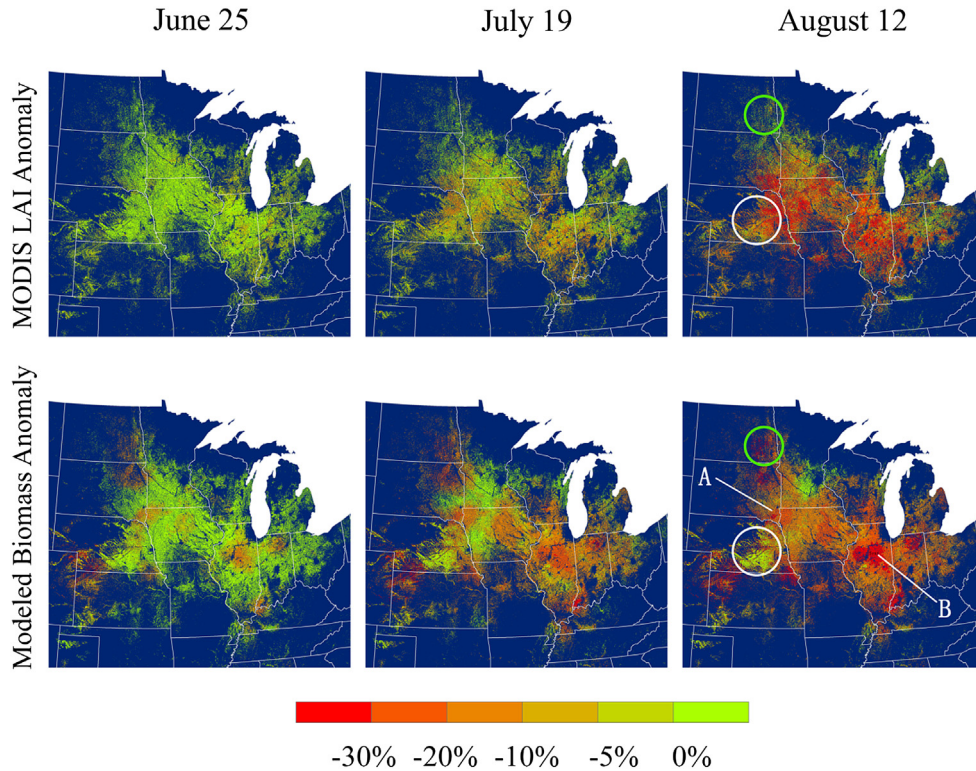 June 25
July 19
August 12
MODIS LAI Anomaly
Modeled Biomass Anomaly
A
B
-30%
-20%
-10%
-5%
0%